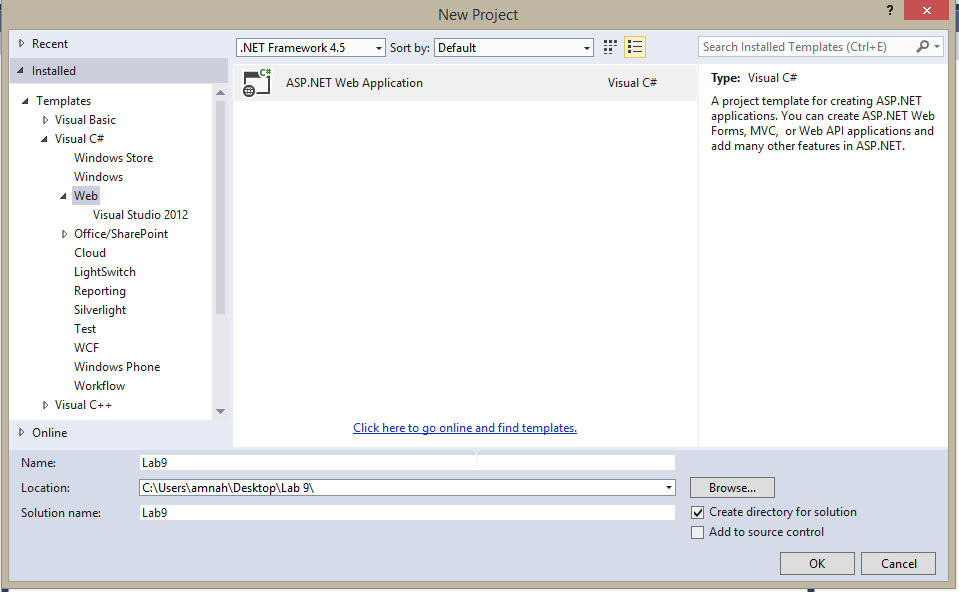 New Project
?
Recent
.NET Framework 4.5
Sort by:
Default
Search Installed Templates (Ctrl+E)
Installed
Templates
Visual Basic
Visual C#
Windows Store
Windows
Web
Visual Studio 2012
Office/SharePoint
Cloud
LightSwitch
Reporting
Silverlight
Test
WCF
Windows Phone
Workflow
Visual C++
Online
C#
ASP.NET Web Application
Visual C#
Click here to go online and find templates.
Type: Visual C#
A project template for creating ASP.NET
applications. You can create ASP.NET Web
Forms, MVC, or Web API applications and
add many other features in ASP.NET.
Name:
Lab9
Location:
C:\Users\amnah\Desktop\Lab 9\
Browse...
Solution name:
Lab9
Create directory for solution
Add to source control
OK
Cancel